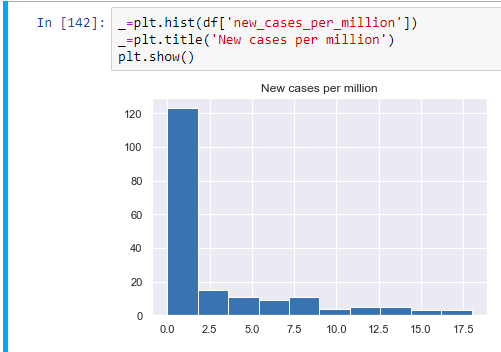 In [142]: _=plt.hist(df['new_cases_per_million'])
_=plt.title('New cases per million')
plt.show()
New cases per million
120
100
80
60
40
20
0
0.0 2.5 5.0 7.5 10.0 12.5 15.0 17.5